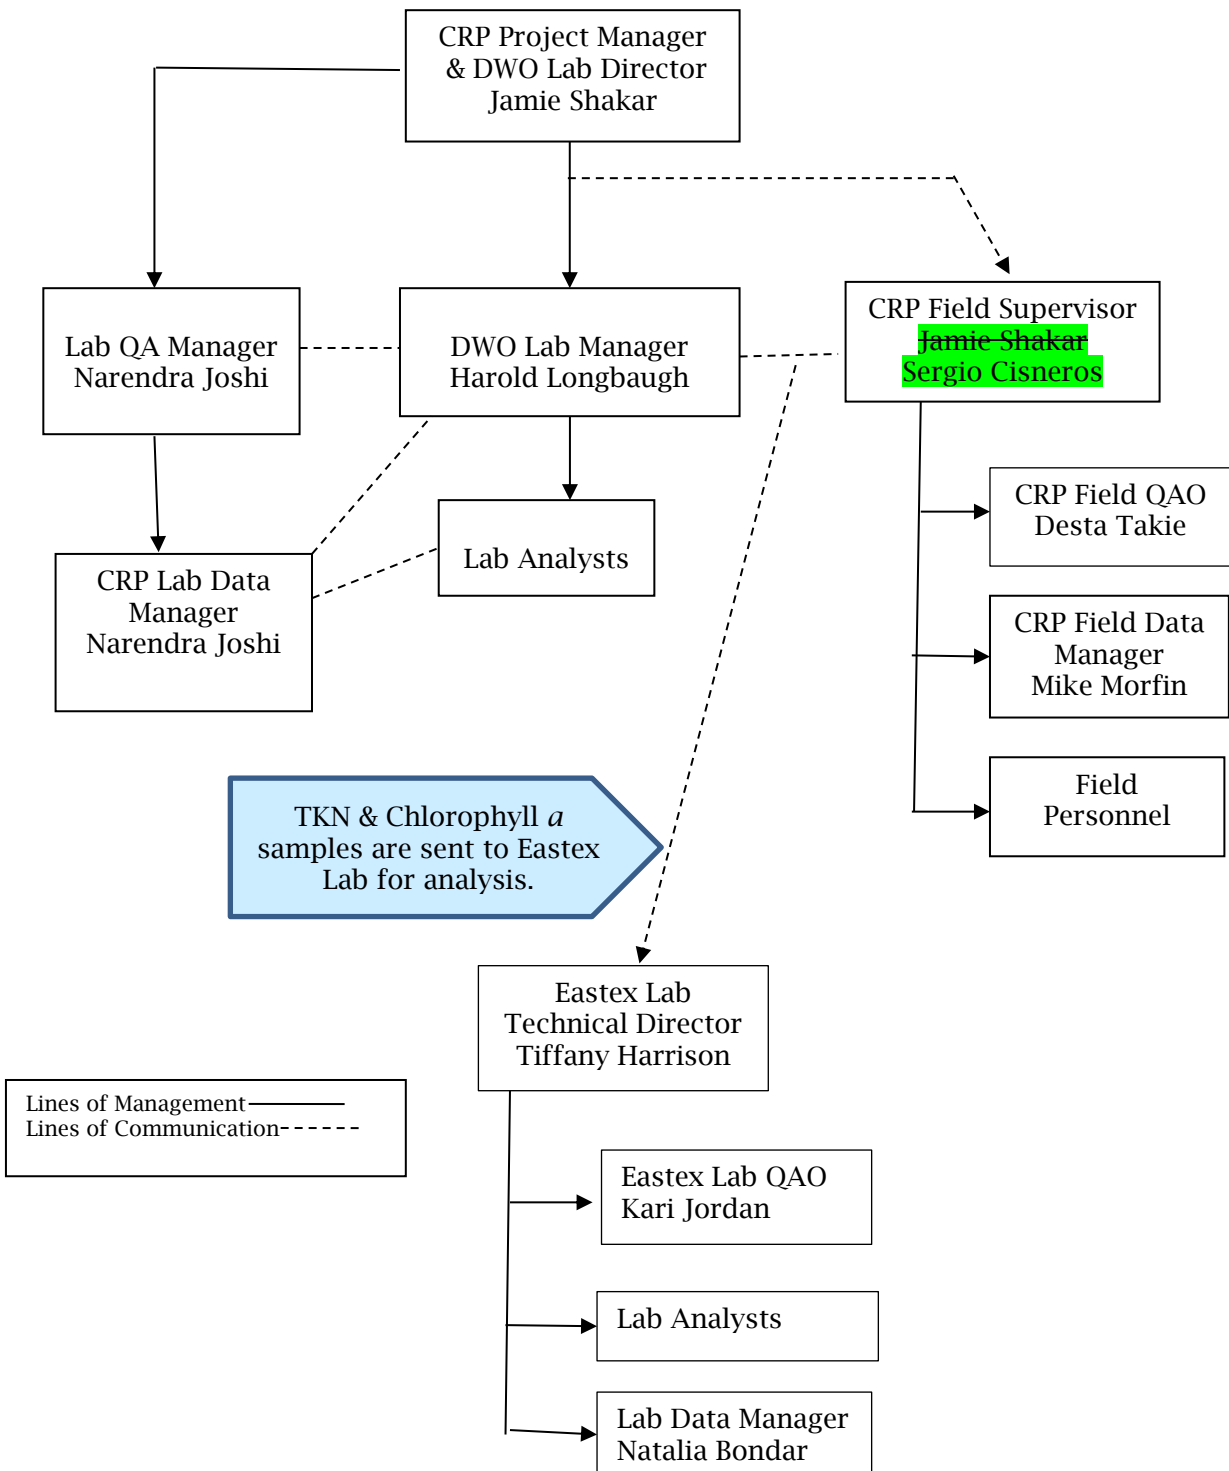 CRP Project Manager
& DWO Lab Director
Jamie Shakar
Lab QA Manager
Narendra Joshi
DWO Lab Manager
Harold Longbaugh
CRP Field Supervisor
Jamie Shakar
Sergio Cisneros
CRP Field QAO
Desta Takie
Lab Analysts
CRP Lab Data
Manager
Narendra Joshi
CRP Field Data
Manager
Mike Morfin
Field
Personnel
TKN & Chlorophyll a
samples are sent to Eastex
Lab for analysis.
Eastex Lab
Technical Director
Tiffany Harrison
Lines of Management
Lines of Communication
Eastex Lab QAO
Kari Jordan
Lab Analysts
Lab Data Manager
Natalia Bondar